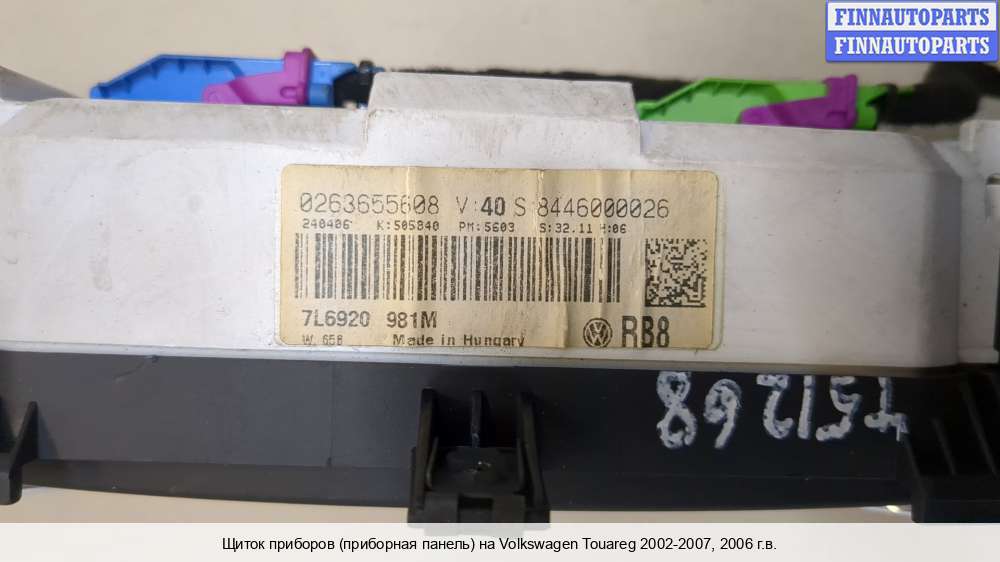 FINNAUTOPARTS
FINNAUTOPARTS
0263655608 V:40 S:8446000026
240406 K:505840 PM:5603 S:32.11 H:06
7L6920 981M
W. 658 Made in Hungary RB8
Щиток приборов (приборная панель) на Volkswagen Touareg 2002-2007, 2006 г.в.